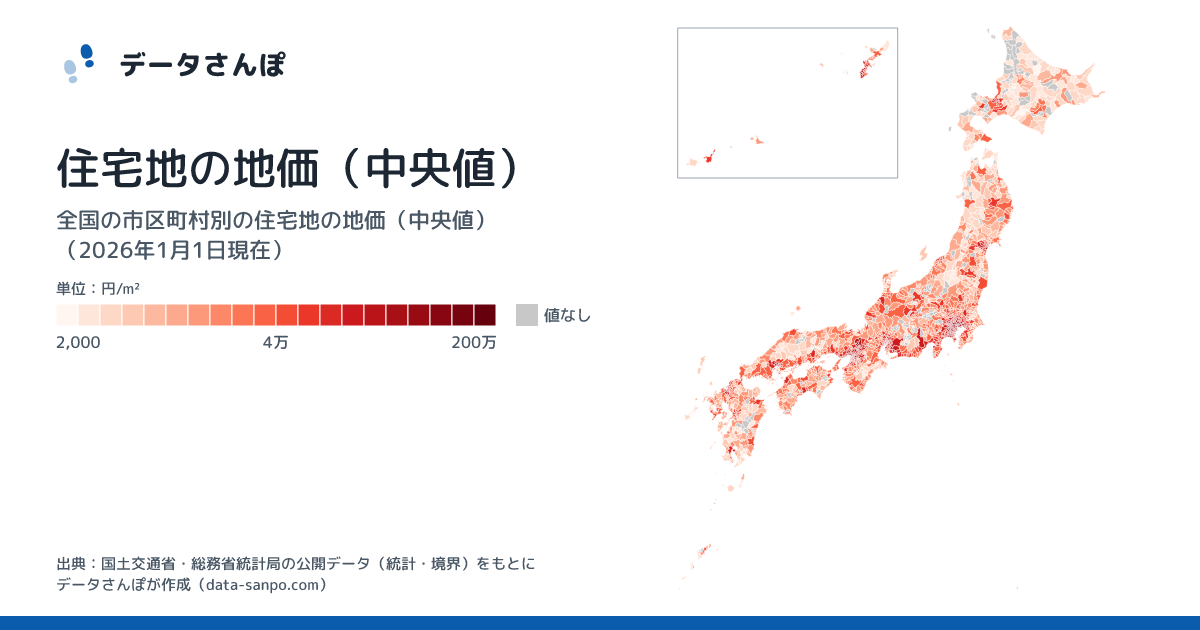 データさんぽ
住宅地の地価（中央値）
全国の市区町村別の住宅地の地価（中央値）
（2026年1月1日現在）
単位：円/m²
値なし
2,000 4万 200万
出典：国土交通省・総務省統計局の公開データ（統計・境界）をもとに
データさんぽが作成（data-sanpo.com）